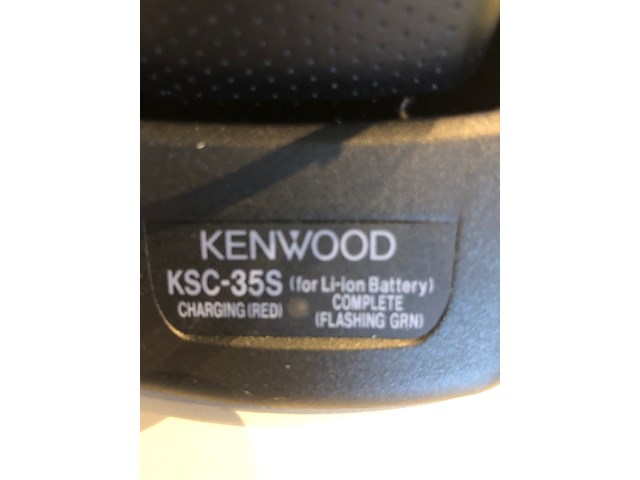 KENWOOD
KSC-35S (for Li-ion Battery)
CHARGING (RED) COMPLETE
(FLASHING GRN)